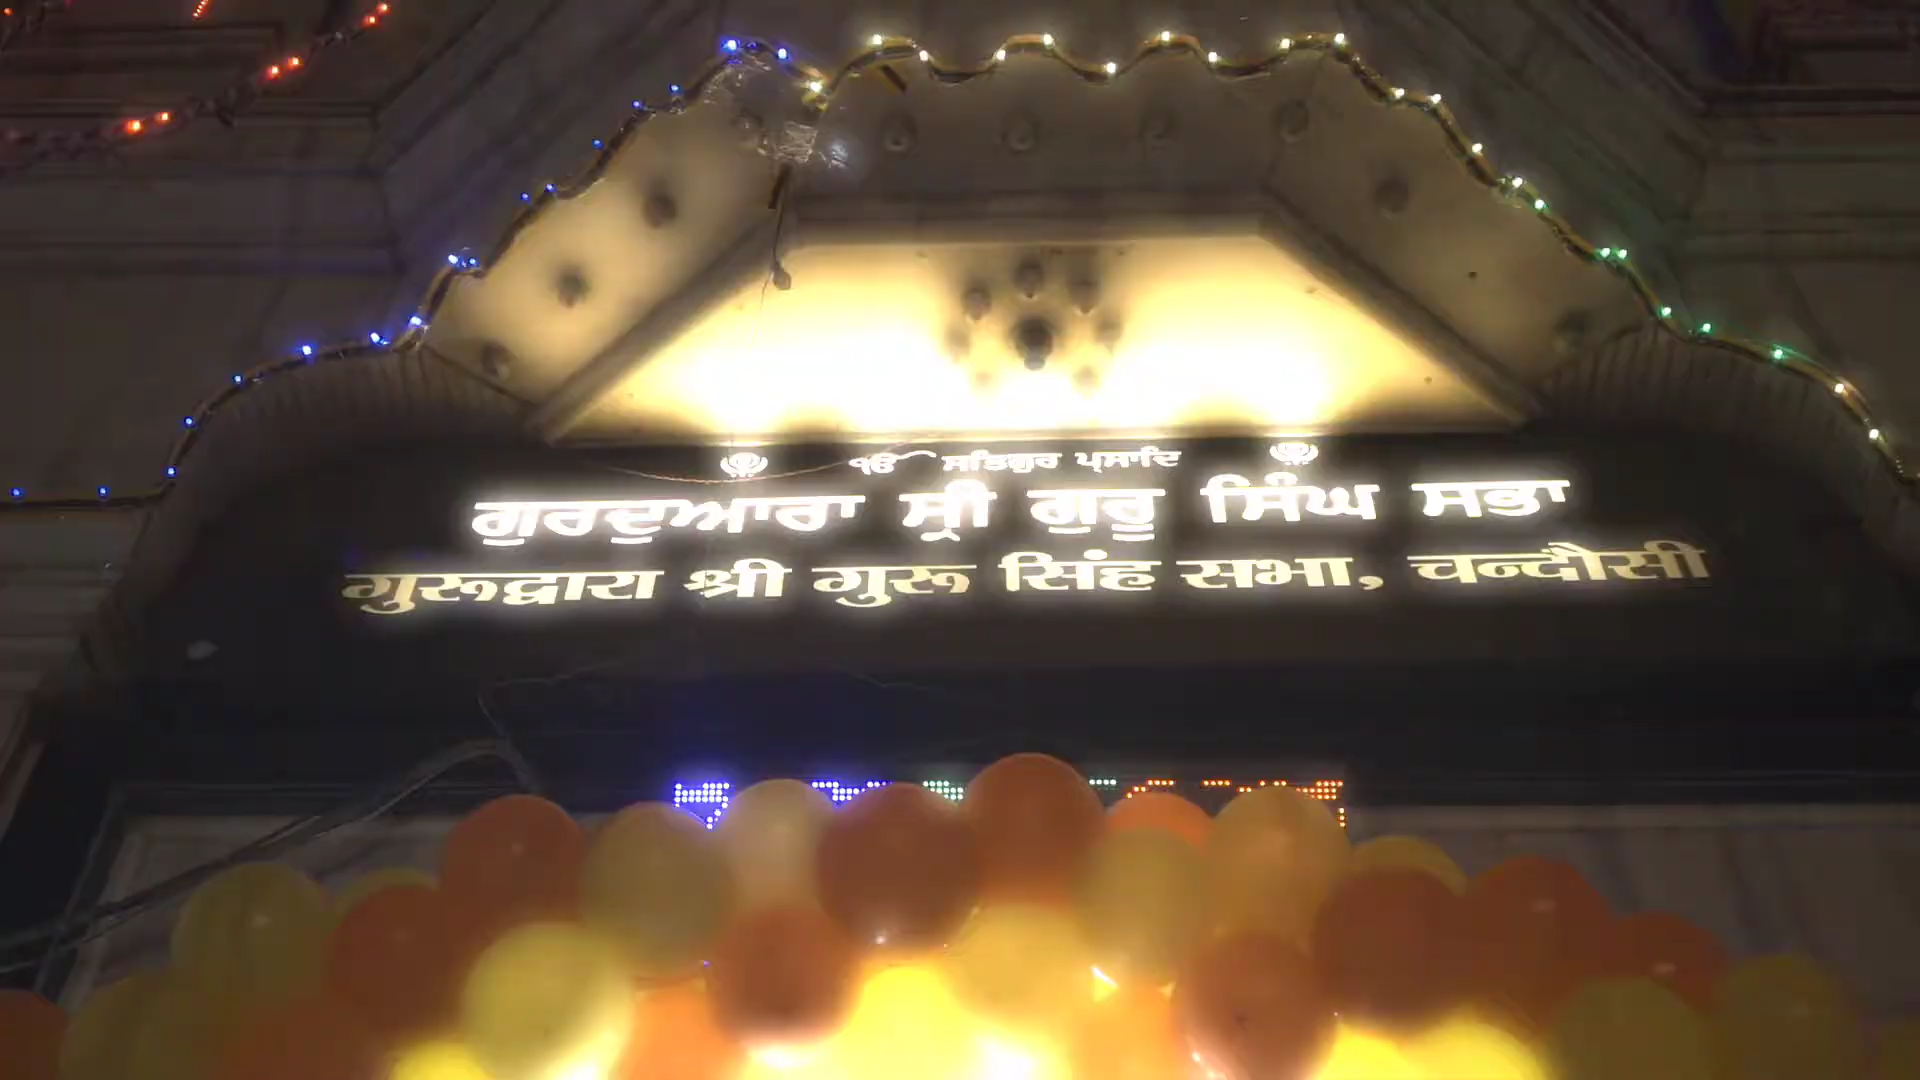 ੴ ਸਤਿਗੁਰ ਪ੍ਰਸਾਦਿ
ਗੁਰਦੁਆਰਾ ਸ੍ਰੀ ਗੁਰੂ ਸਿੰਘ ਸਭਾ
गुरूद्वारा श्री गुरू सिंह सभा, चन्दौसी